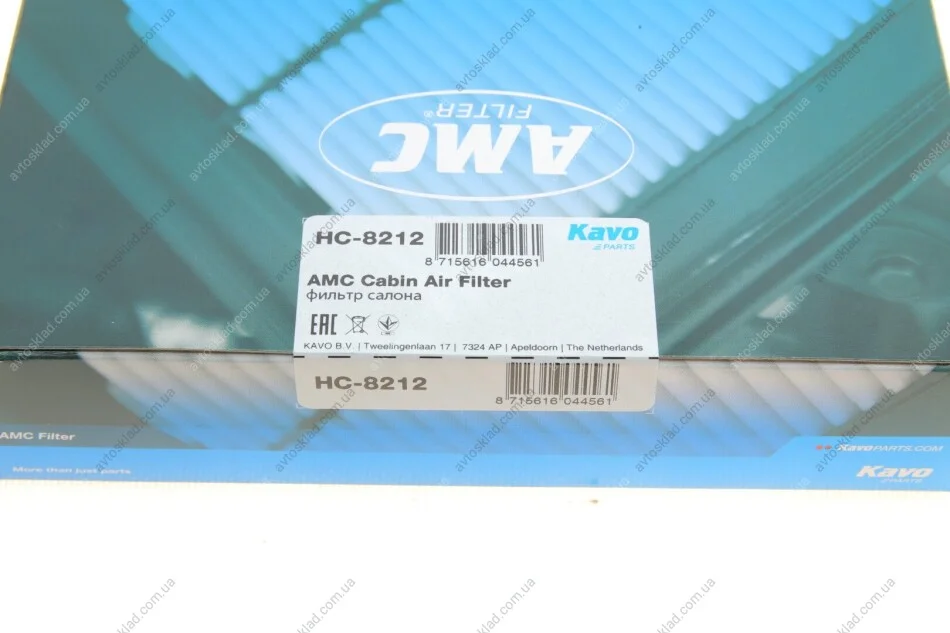 AMC
FILTER®
HC-8212
8 715616 044561
Kavo
PARTS
AMC Cabin Air Filter
фильтр салона
EAC
KAVO B.V. | Tweelingenlaan 17 | 7324 AP | Apeldoorn | The Netherlands
HC-8212
8 715616 044561
AMC Filter
KAVOPARTS.COM
More than just parts
Kavo
PARTS
avtosklad.com.ua